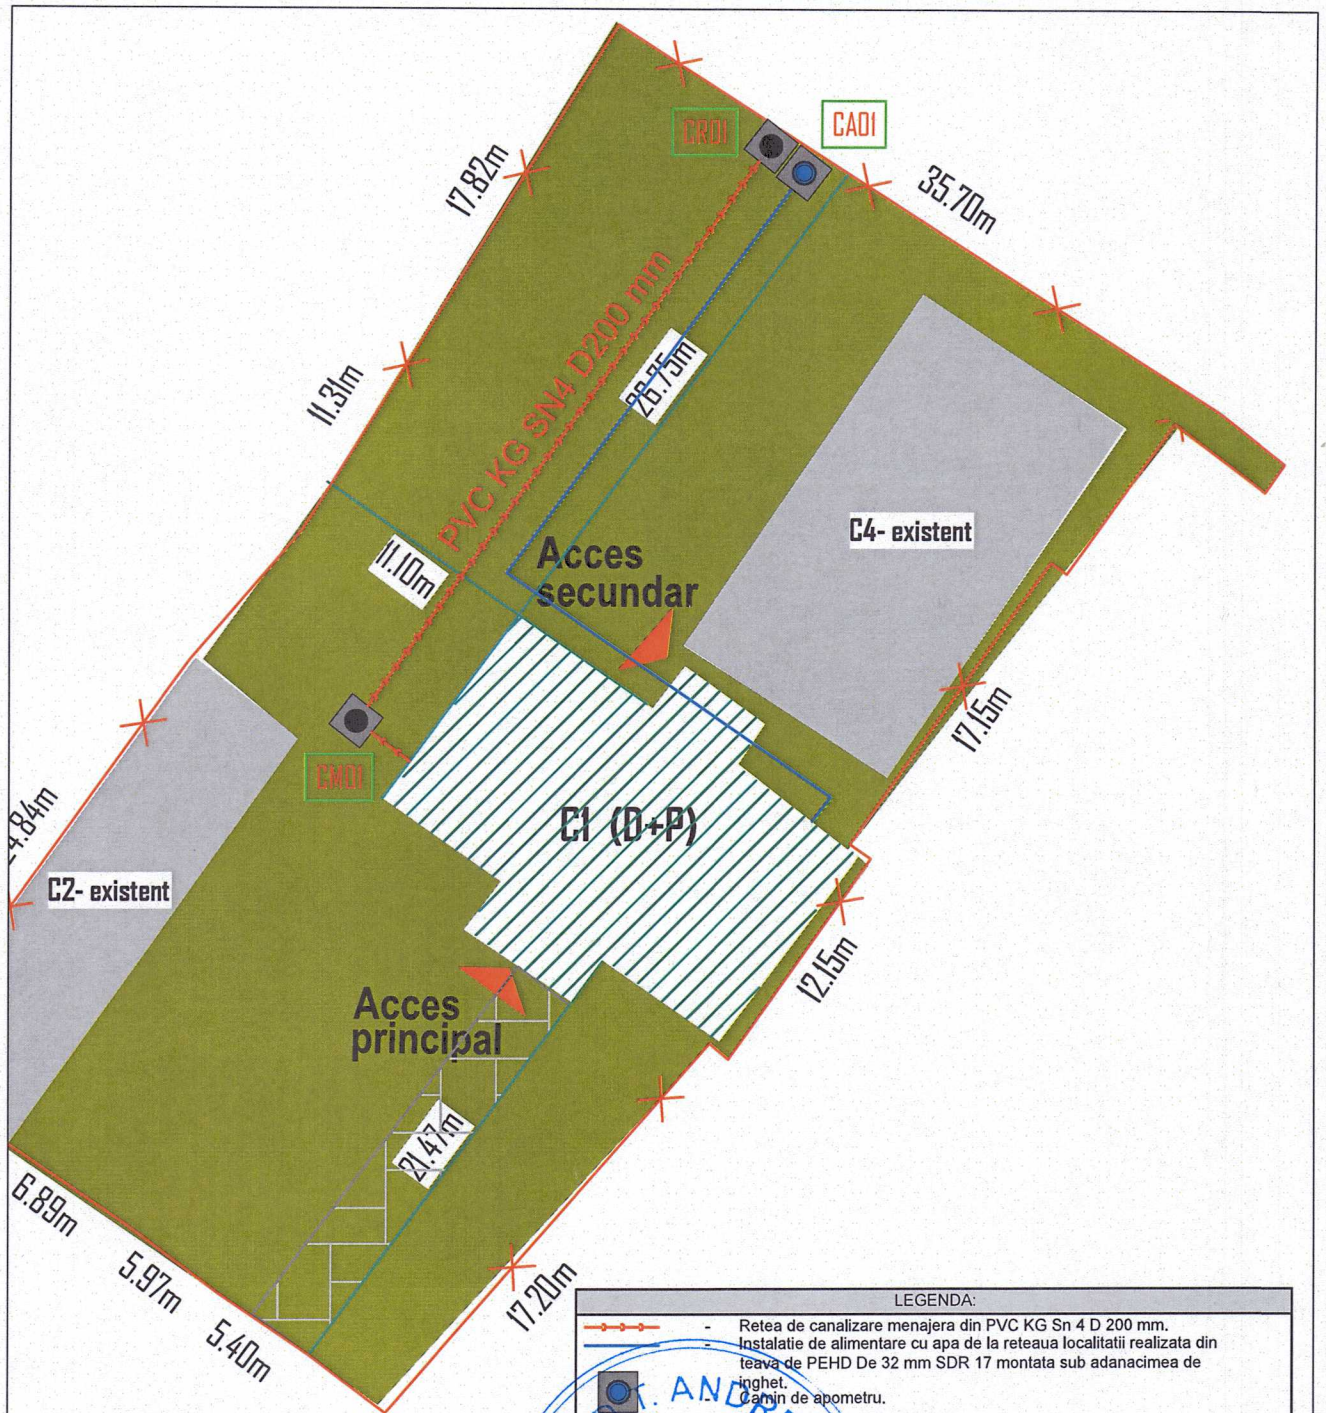 CR01
CA01
17.82m
35.70m
PVC KG SN4 D200 mm
26.75m
11.31m
C4- existent
11.10m
Acces
secundar
17.15m
CM01
C1 (D+P)
C2- existent
12.15m
Acces
principal
21.47m
6.89m
5.97m
5.40m
17.20m
LEGENDA:
- Retea de canalizare menajera din PVC KG Sn 4 D 200 mm.
- Instalatie de alimentare cu apa de la reteaua localitatii realizata din
teava de PEHD De 32 mm SDR 17 montata sub adanacimea de
inghet.
- Camin de apometru.